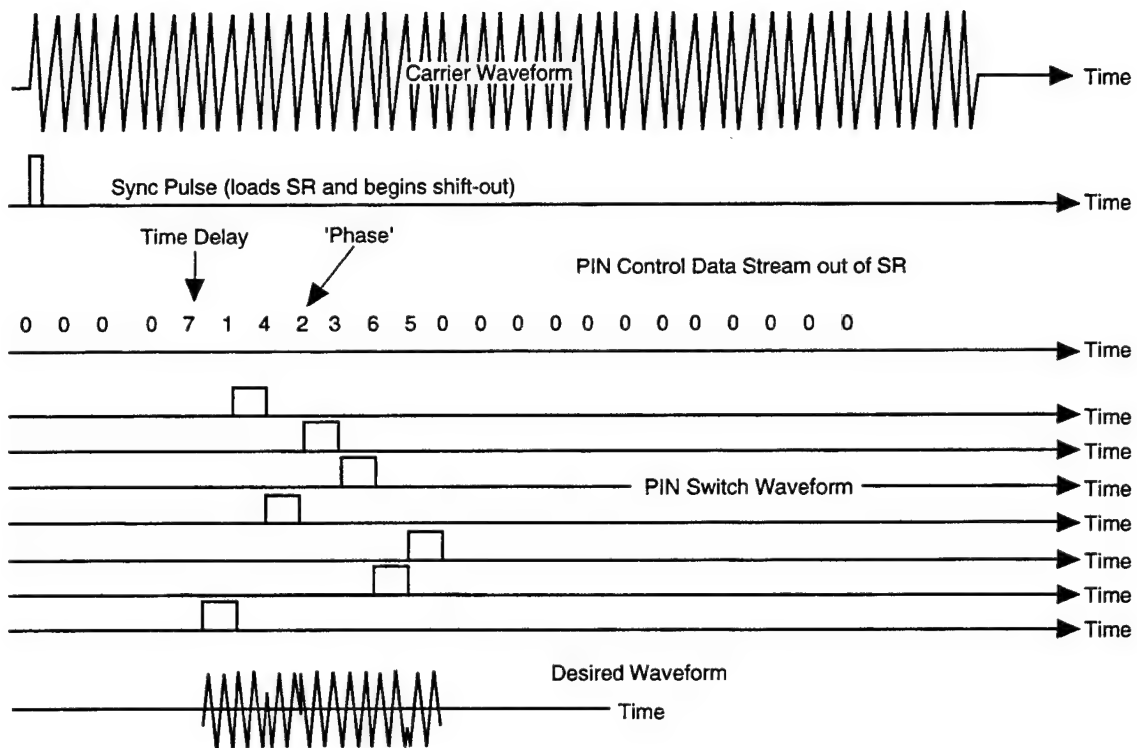 Carrier Waveform
Time
Sync Pulse (loads SR and begins shift-out)
Time
Time Delay
'Phase'
PIN Control Data Stream out of SR
0 0 0 0 7 1 4 2 3 6 5 0 0 0 0 0 0 0 0 0 0 0 0
Time
Time
Time
PIN Switch Waveform
Time
Time
Time
Time
Time
Desired Waveform
Time